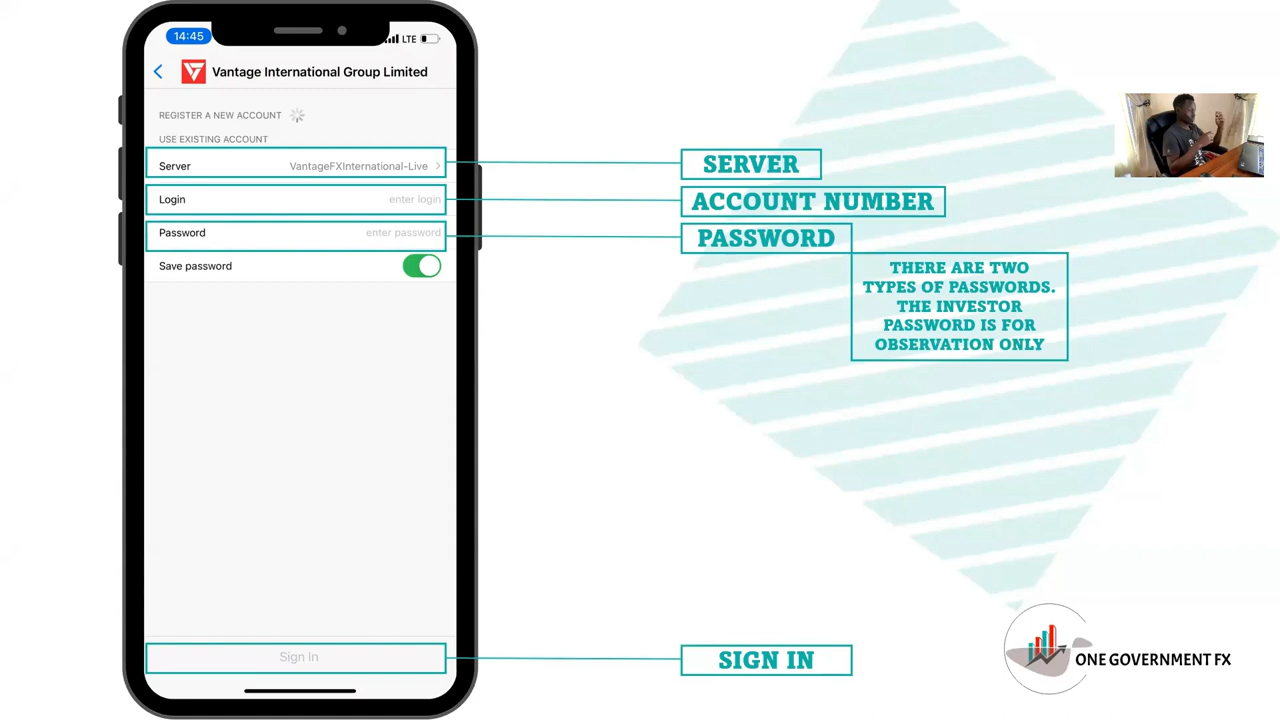 14:45
LTE
Vantage International Group Limited
REGISTER A NEW ACCOUNT
USE EXISTING ACCOUNT
Server VantageFXInternational-Live
Login enter login
Password enter password
Save password
Sign In
SERVER
ACCOUNT NUMBER
PASSWORD
THERE ARE TWO
TYPES OF PASSWORDS.
THE INVESTOR
PASSWORD IS FOR
OBSERVATION ONLY
SIGN IN
ONE GOVERNMENT FX